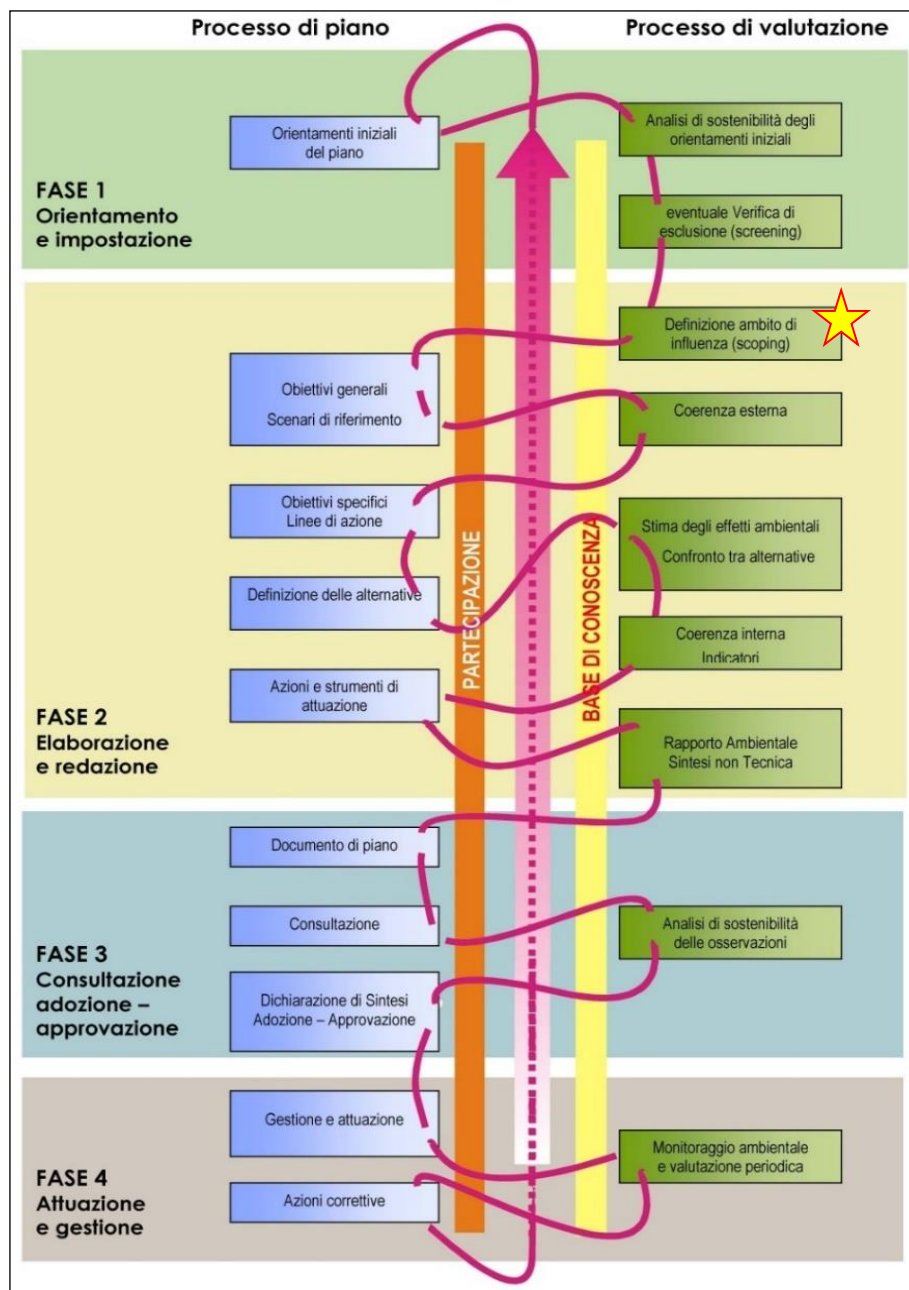 Processo di piano
Processo di valutazione
Orientamenti iniziali
del piano
Analisi di sostenibilità degli
orientamenti iniziali
FASE 1
Orientamento
e impostazione
eventuale Verifica di
esclusione (screening)
Definizione ambito di
influenza (scoping)
Obiettivi generali
Scenari di riferimento
Coerenza esterna
Obiettivi specifici
Linee di azione
Stima degli effetti ambientali
Confronto tra alternative
Definizione delle alternative
PARTECIPAZIONE
BASE DI CONOSCENZA
Coerenza interna
Indicatori
Azioni e strumenti di
attuazione
FASE 2
Elaborazione
e redazione
Rapporto Ambientale
Sintesi non Tecnica
Documento di piano
Consultazione
Analisi di sostenibilità
delle osservazioni
FASE 3
Consultazione
adozione –
approvazione
Dichiarazione di Sintesi
Adozione – Approvazione
Gestione e attuazione
Monitoraggio ambientale
e valutazione periodica
FASE 4
Attuazione
e gestione
Azioni correttive